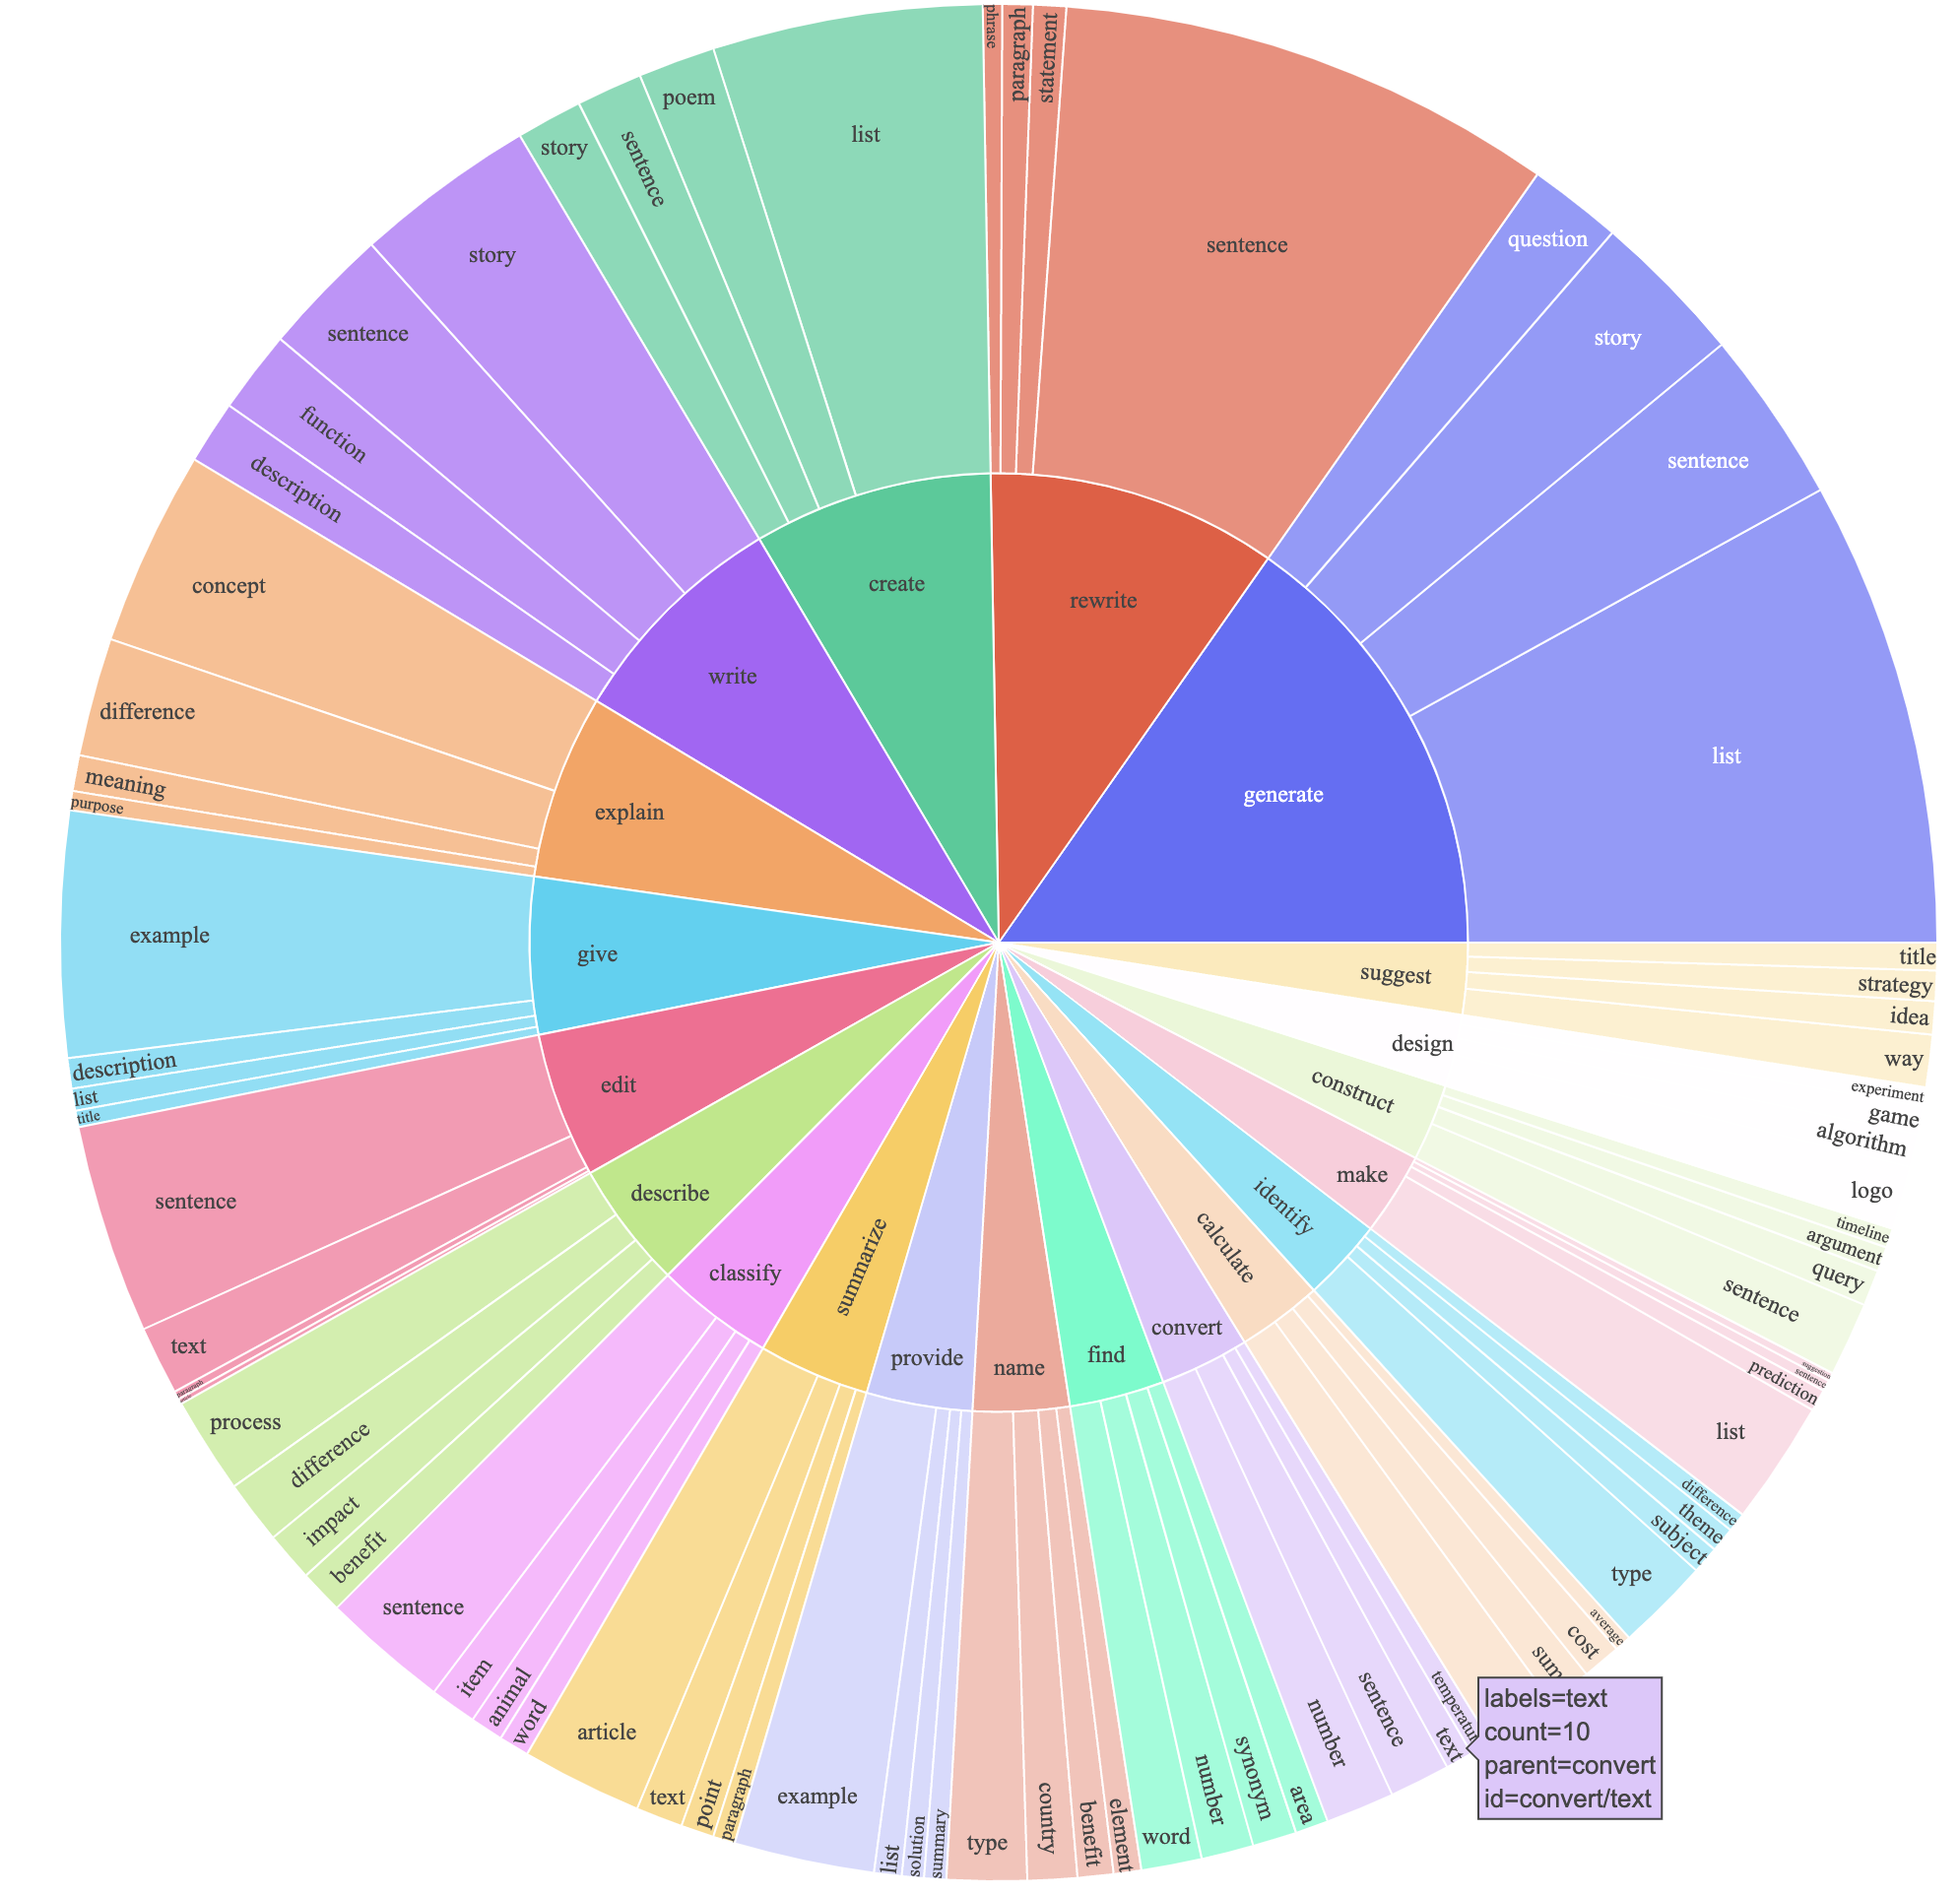 generate
question
story
sentence
list
rewrite
phrase
paragraph
statement
sentence
create
story
sentence
poem
list
write
story
sentence
function
description
explain
concept
difference
meaning
purpose
give
example
description
list
title
edit
sentence
text
paragraph
describe
process
difference
impact
benefit
classify
sentence
item
animal
word
summarize
article
text
point
paragraph
provide
example
list
solution
summary
name
type
country
benefit
element
find
word
number
synonym
area
convert
number
sentence
text
calculate
sum
cost
average
identify
type
subject
theme
difference
make
list
prediction
sentence
suggestion
construct
sentence
query
argument
timeline
design
logo
algorithm
game
experiment
suggest
way
idea
strategy
title
labels=text
count=10
parent=convert
id=convert/text